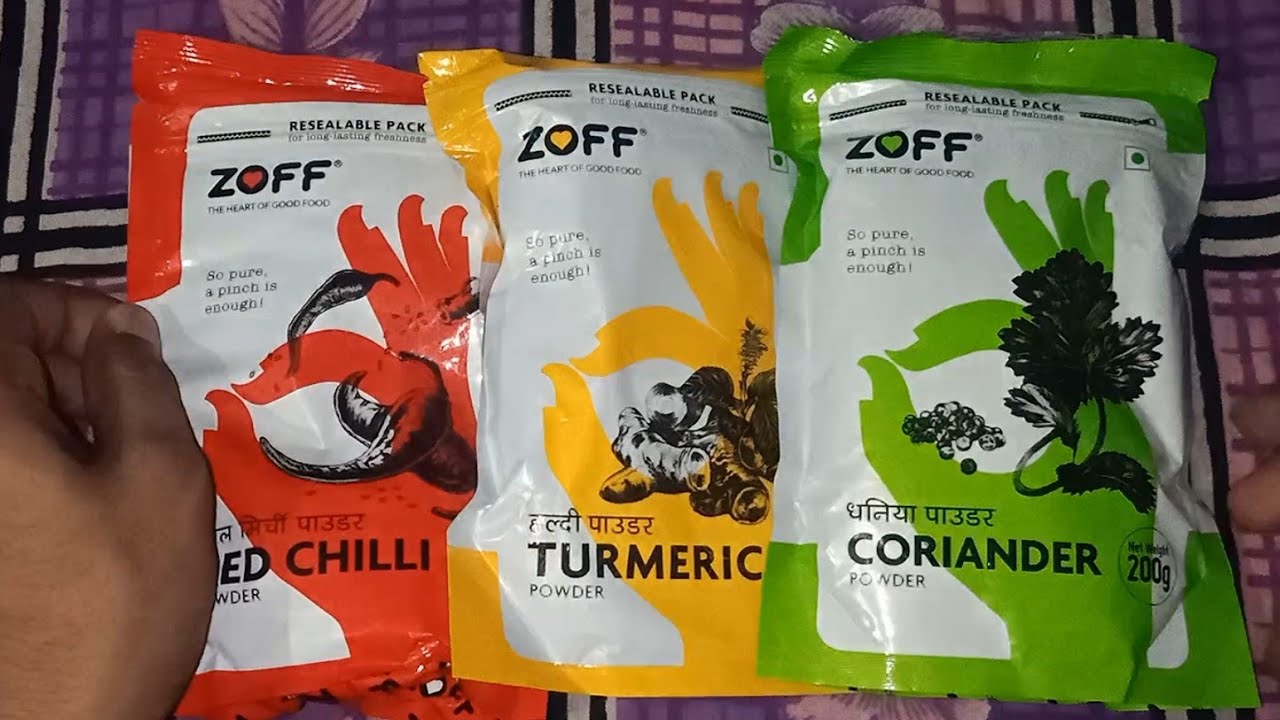 RESEALABLE PACK
for long-lasting freshness
ZOFF®
THE HEART OF GOOD FOOD
So pure,
a pinch is
enough!
मिर्ची पाउडर
CHILLI
RESEALABLE PACK
for long-lasting freshness
ZOFF®
THE HEART OF GOOD FOOD
So pure,
a pinch is
enough!
हल्दी पाउडर
TURMERIC
POWDER
RESEALABLE PACK
for long-lasting freshness
ZOFF®
THE HEART OF GOOD FOOD
So pure,
a pinch is
enough!
धनिया पाउडर
CORIANDER
POWDER
Net Weight
200g